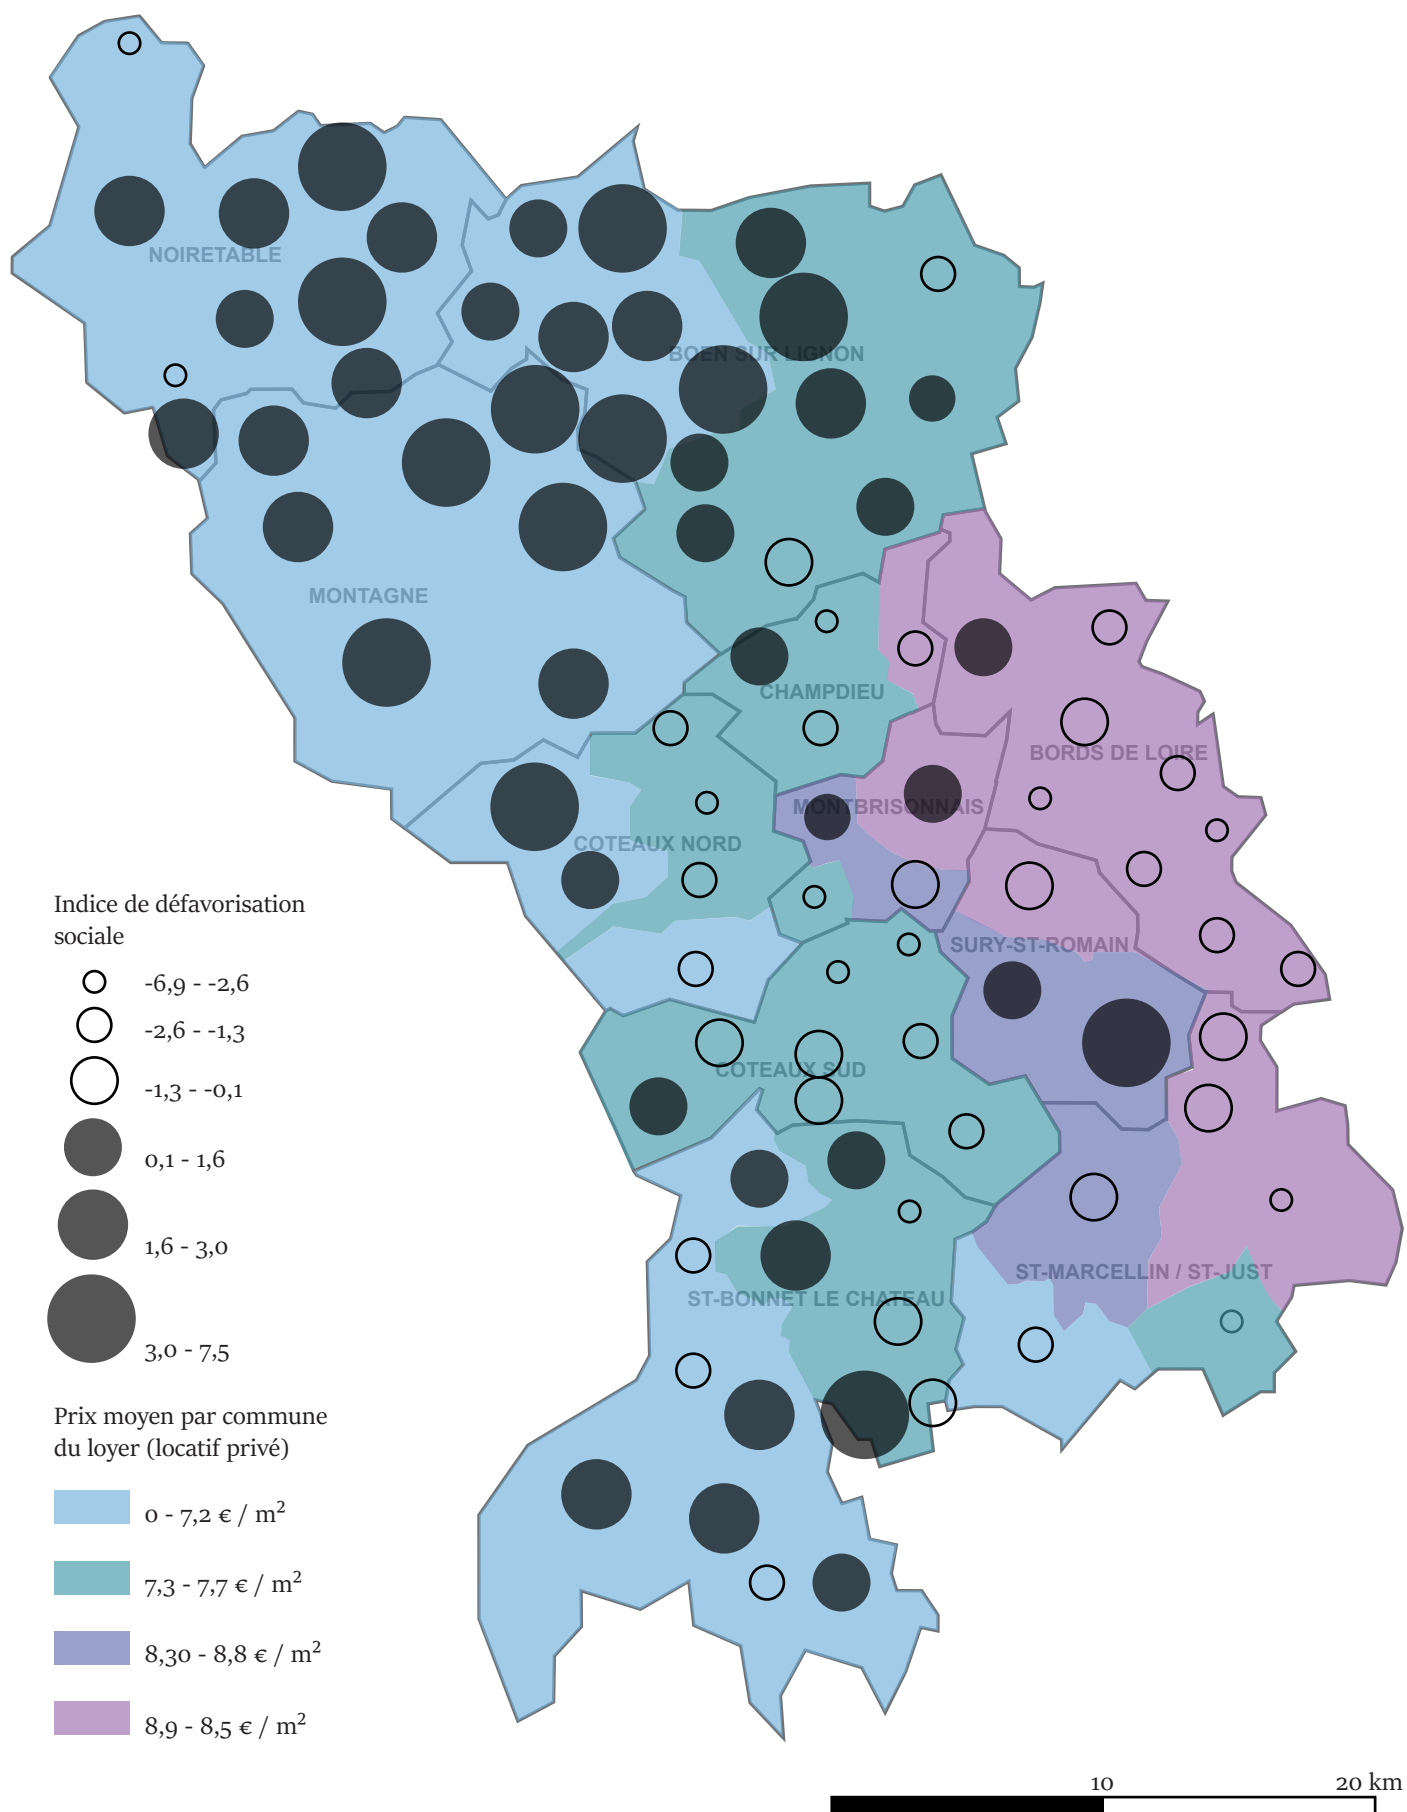 NOIRETABLE
BOEN SUR LIGNON
MONTAGNE
CHAMPDIEU
BORDS DE LOIRE
MONTBRISONNAIS
COTEAUX NORD
SURY-ST-ROMAIN
COTEAUX SUD
ST-MARCELLIN / ST-JUST
ST-BONNET LE CHATEAU
Indice de défavorisation
sociale
-6,9 - -2,6
-2,6 - -1,3
-1,3 - -0,1
0,1 - 1,6
1,6 - 3,0
3,0 - 7,5
Prix moyen par commune
du loyer (locatif privé)
0 - 7,2 € / m²
7,3 - 7,7 € / m²
8,30 - 8,8 € / m²
8,9 - 8,5 € / m²
10 20 km